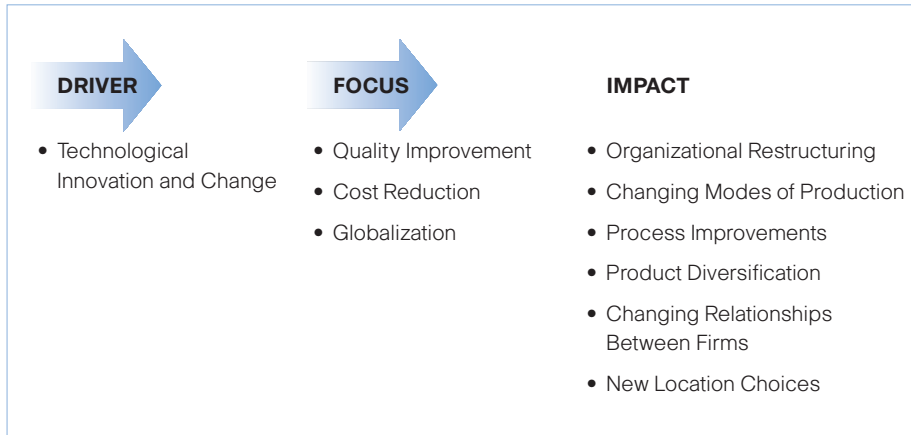 DRIVER
• Technological
Innovation and Change
FOCUS
• Quality Improvement
• Cost Reduction
• Globalization
IMPACT
• Organizational Restructuring
• Changing Modes of Production
• Process Improvements
• Product Diversification
• Changing Relationships
Between Firms
• New Location Choices